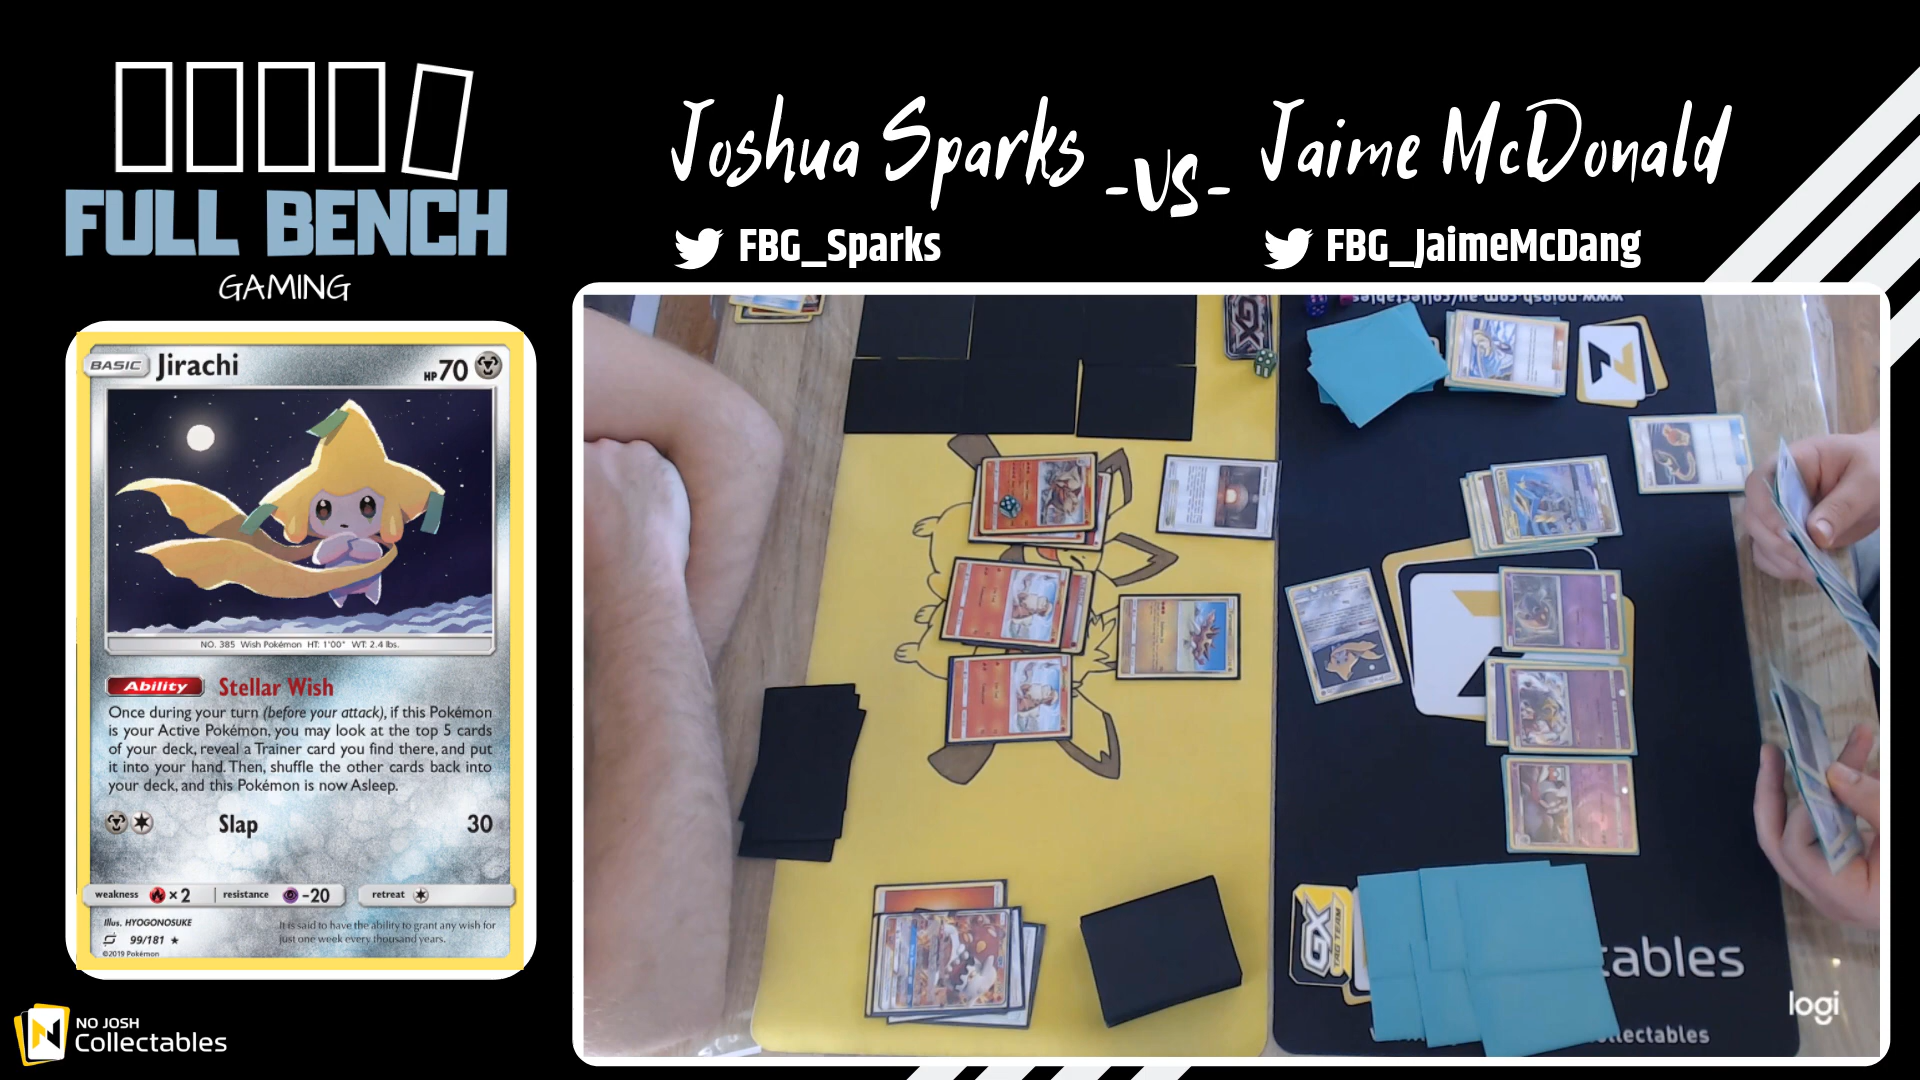 FULL BENCH
GAMING
Joshua Sparks
-VS-
Jaime McDonald
FBG_Sparks
FBG_JaimeMcDang
BASIC
Jirachi
HP70
NO. 385 Wish Pokémon HT: 1'00" WT: 2.4 lbs.
Ability Stellar Wish
Once during your turn (before your attack), if this Pokémon
is your Active Pokémon, you may look at the top 5 cards
of your deck, reveal a Trainer card you find there, and put
it into your hand. Then, shuffle the other cards back into
your deck, and this Pokémon is now Asleep.
Slap 30
weakness ×2 resistance -20 retreat
Illus. HYOGONOSUKE
99/181 ★
©2019 Pokémon
It is said to have the ability to grant any wish for
just one week every thousand years.
NO JOSH
Collectables
GX
GX
TAG TEAM
tables
llectables
logi